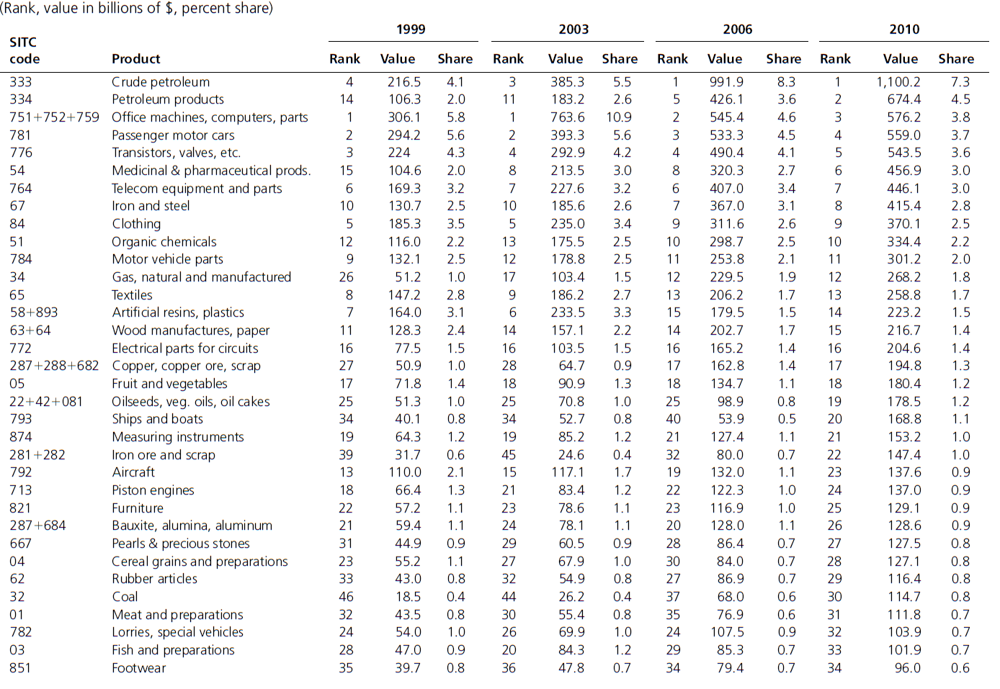 (Rank, value in billions of $, percent share)
1999 2003 2006 2010
SITC
code Product Rank Value Share Rank Value Share Rank Value Share Rank Value Share
333 Crude petroleum 4 216.5 4.1 3 385.3 5.5 1 991.9 8.3 1 1,100.2 7.3
334 Petroleum products 14 106.3 2.0 11 183.2 2.6 5 426.1 3.6 2 674.4 4.5
751+752+759 Office machines, computers, parts 1 306.1 5.8 1 763.6 10.9 2 545.4 4.6 3 576.2 3.8
781 Passenger motor cars 2 294.2 5.6 2 393.3 5.6 3 533.3 4.5 4 559.0 3.7
776 Transistors, valves, etc. 3 224 4.3 4 292.9 4.2 4 490.4 4.1 5 543.5 3.6
54 Medicinal & pharmaceutical prods. 15 104.6 2.0 8 213.5 3.0 8 320.3 2.7 6 456.9 3.0
764 Telecom equipment and parts 6 169.3 3.2 7 227.6 3.2 6 407.0 3.4 7 446.1 3.0
67 Iron and steel 10 130.7 2.5 10 185.6 2.6 7 367.0 3.1 8 415.4 2.8
84 Clothing 5 185.3 3.5 5 235.0 3.4 9 311.6 2.6 9 370.1 2.5
51 Organic chemicals 12 116.0 2.2 13 175.5 2.5 10 298.7 2.5 10 334.4 2.2
784 Motor vehicle parts 9 132.1 2.5 12 178.8 2.5 11 253.8 2.1 11 301.2 2.0
34 Gas, natural and manufactured 26 51.2 1.0 17 103.4 1.5 12 229.5 1.9 12 268.2 1.8
65 Textiles 8 147.2 2.8 9 186.2 2.7 13 206.2 1.7 13 258.8 1.7
58+893 Artificial resins, plastics 7 164.0 3.1 6 233.5 3.3 15 179.5 1.5 14 223.2 1.5
63+64 Wood manufactures, paper 11 128.3 2.4 14 157.1 2.2 14 202.7 1.7 15 216.7 1.4
772 Electrical parts for circuits 16 77.5 1.5 16 103.5 1.5 16 165.2 1.4 16 204.6 1.4
287+288+682 Copper, copper ore, scrap 27 50.9 1.0 28 64.7 0.9 17 162.8 1.4 17 194.8 1.3
05 Fruit and vegetables 17 71.8 1.4 18 90.9 1.3 18 134.7 1.1 18 180.4 1.2
22+42+081 Oilseeds, veg. oils, oil cakes 25 51.3 1.0 25 70.8 1.0 25 98.9 0.8 19 178.5 1.2
793 Ships and boats 34 40.1 0.8 34 52.7 0.8 40 53.9 0.5 20 168.8 1.1
874 Measuring instruments 19 64.3 1.2 19 85.2 1.2 21 127.4 1.1 21 153.2 1.0
281+282 Iron ore and scrap 39 31.7 0.6 45 24.6 0.4 32 80.0 0.7 22 147.4 1.0
792 Aircraft 13 110.0 2.1 15 117.1 1.7 19 132.0 1.1 23 137.6 0.9
713 Piston engines 18 66.4 1.3 21 83.4 1.2 22 122.3 1.0 24 137.0 0.9
821 Furniture 22 57.2 1.1 23 78.6 1.1 23 116.9 1.0 25 129.1 0.9
287+684 Bauxite, alumina, aluminum 21 59.4 1.1 24 78.1 1.1 20 128.0 1.1 26 128.6 0.9
667 Pearls & precious stones 31 44.9 0.9 29 60.5 0.9 28 86.4 0.7 27 127.5 0.8
04 Cereal grains and preparations 23 55.2 1.1 27 67.9 1.0 30 84.0 0.7 28 127.1 0.8
62 Rubber articles 33 43.0 0.8 32 54.9 0.8 27 86.9 0.7 29 116.4 0.8
32 Coal 46 18.5 0.4 44 26.2 0.4 37 68.0 0.6 30 114.7 0.8
01 Meat and preparations 32 43.5 0.8 30 55.4 0.8 35 76.9 0.6 31 111.8 0.7
782 Lorries, special vehicles 24 54.0 1.0 26 69.9 1.0 24 107.5 0.9 32 103.9 0.7
03 Fish and preparations 28 47.0 0.9 20 84.3 1.2 29 85.3 0.7 33 101.9 0.7
851 Footwear 35 39.7 0.8 36 47.8 0.7 34 79.4 0.7 34 96.0 0.6